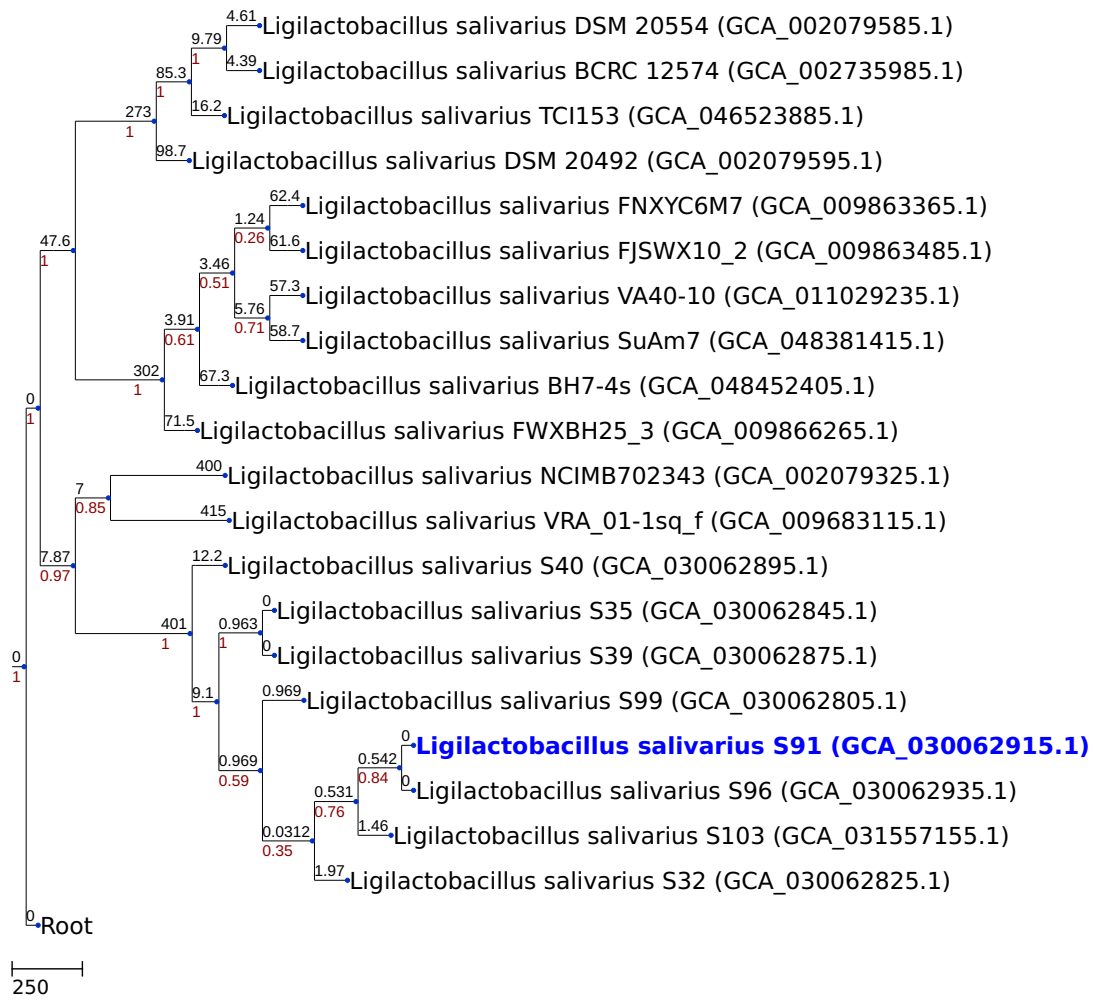 4.61 Ligilactobacillus salivarius DSM 20554 (GCA_002079585.1)
9.79
1
4.39 Ligilactobacillus salivarius BCRC 12574 (GCA_002735985.1)
85.3
1
16.2 Ligilactobacillus salivarius TCI153 (GCA_046523885.1)
273
1
98.7 Ligilactobacillus salivarius DSM 20492 (GCA_002079595.1)
62.4 Ligilactobacillus salivarius FNXYC6M7 (GCA_009863365.1)
1.24
0.26
61.6 Ligilactobacillus salivarius FJSWX10_2 (GCA_009863485.1)
47.6
1
3.46
0.51
57.3 Ligilactobacillus salivarius VA40-10 (GCA_011029235.1)
5.76
0.71
58.7 Ligilactobacillus salivarius SuAm7 (GCA_048381415.1)
3.91
0.61
67.3 Ligilactobacillus salivarius BH7-4s (GCA_048452405.1)
302
1
71.5 Ligilactobacillus salivarius FWXBH25_3 (GCA_009866265.1)
0
1
400 Ligilactobacillus salivarius NCIMB702343 (GCA_002079325.1)
7
0.85
415 Ligilactobacillus salivarius VRA_01-1sq_f (GCA_009683115.1)
7.87
0.97
12.2 Ligilactobacillus salivarius S40 (GCA_030062895.1)
0 Ligilactobacillus salivarius S35 (GCA_030062845.1)
401
1
0.963
1
0 Ligilactobacillus salivarius S39 (GCA_030062875.1)
0
1
9.1
1
0.969 Ligilactobacillus salivarius S99 (GCA_030062805.1)
0 Ligilactobacillus salivarius S91 (GCA_030062915.1)
0.969
0.59
0.542
0.84
0 Ligilactobacillus salivarius S96 (GCA_030062935.1)
0.531
0.76
1.46 Ligilactobacillus salivarius S103 (GCA_031557155.1)
0.0312
0.35
1.97 Ligilactobacillus salivarius S32 (GCA_030062825.1)
0 Root
250